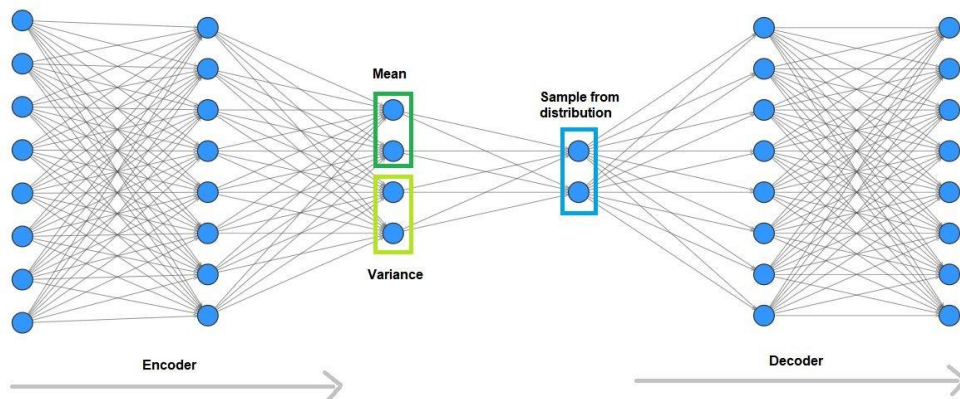 Mean
Sample from
distribution
Variance
Encoder
Decoder